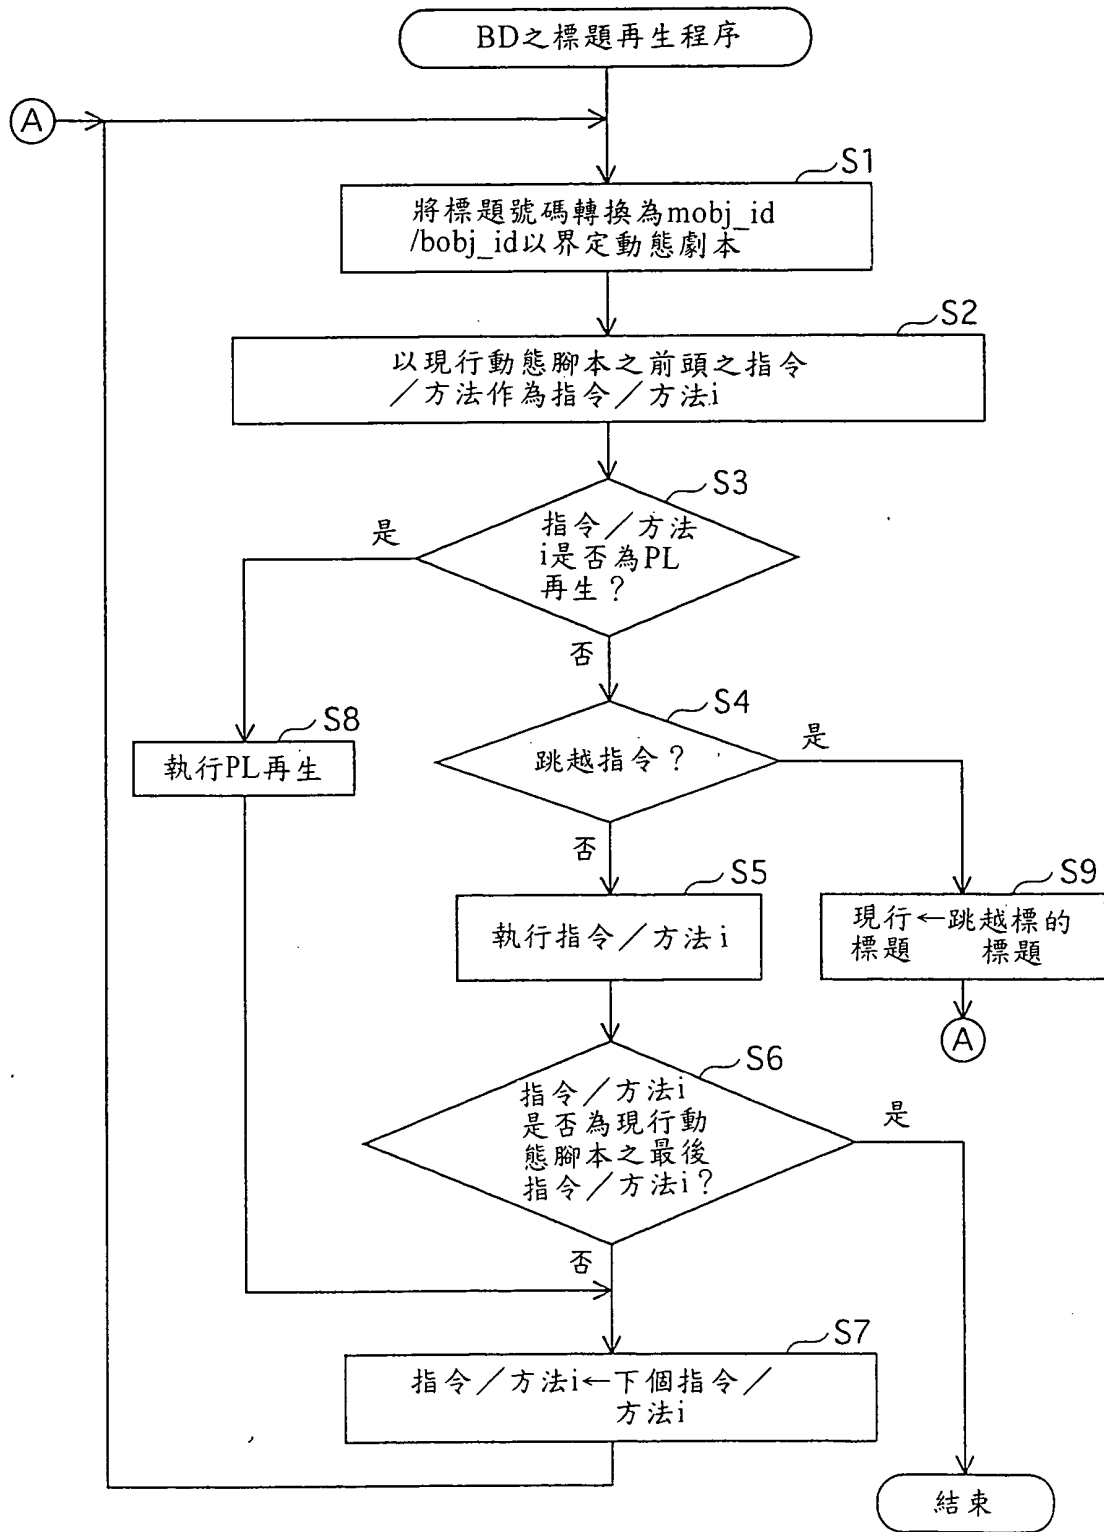 BD之標題再生程序
A
S1
將標題號碼轉換為mobj_id
/bobj_id以界定動態劇本
S2
以現行動態腳本之前頭之指令
／方法作為指令／方法i
S3
指令／方法
i是否為PL
再生？
是
否
S4
跳越指令？
是
否
S8
執行PL再生
S5
執行指令／方法i
S9
現行←跳越標的
標題 標題
A
S6
指令／方法i
是否為現行動
態腳本之最後
指令／方法i？
是
否
S7
指令／方法i←下個指令／
方法i
結束